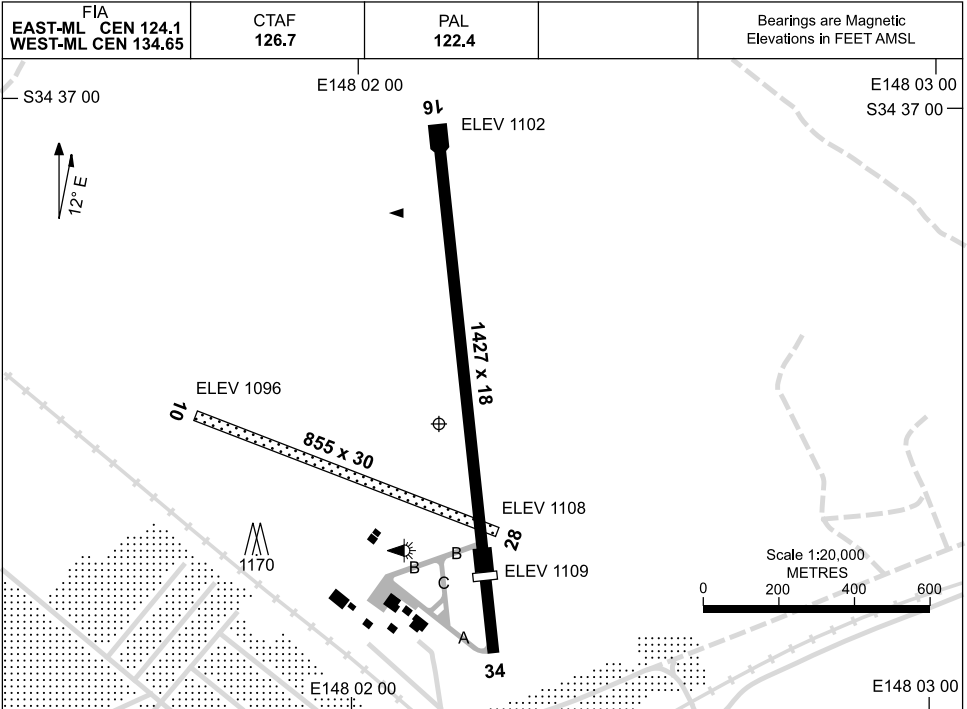 FIA
EAST-ML CEN 124.1
WEST-ML CEN 134.65
CTAF
126.7
PAL
122.4
Bearings are Magnetic
Elevations in FEET AMSL
E148 02 00
E148 03 00
S34 37 00
S34 37 00
16
ELEV 1102
12° E
1427 x 18
ELEV 1096
10
855 x 30
ELEV 1108
28
1170
B
B
C
ELEV 1109
A
34
Scale 1:20,000
METRES
0 200 400 600
E148 02 00
E148 03 00